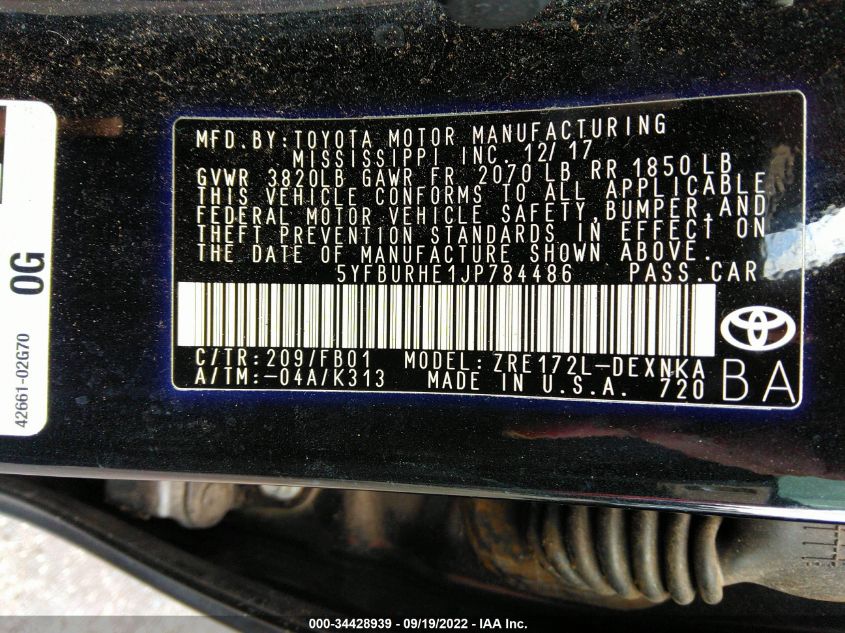 MFD.BY:TOYOTA MOTOR MANUFACTURING
MISSISSIPPI INC. 12/17
GVWR 3820LB GAWR FR 2070LB RR 1850LB
THIS VEHICLE CONFORMS TO ALL APPLICABLE
FEDERAL MOTOR VEHICLE SAFETY, BUMPER, AND
THEFT PREVENTION STANDARDS IN EFFECT ON
THE DATE OF MANUFACTURE SHOWN ABOVE.
5YFBURHE1JP784486 PASS.CAR
C/TR:209/FB01 MODEL:ZRE172L-DEXNKA
A/TM:-04A/K313 MADE IN U.S.A. 720
BA
0G
42661-02G70
000-34428939 - 09/19/2022 - IAA Inc.